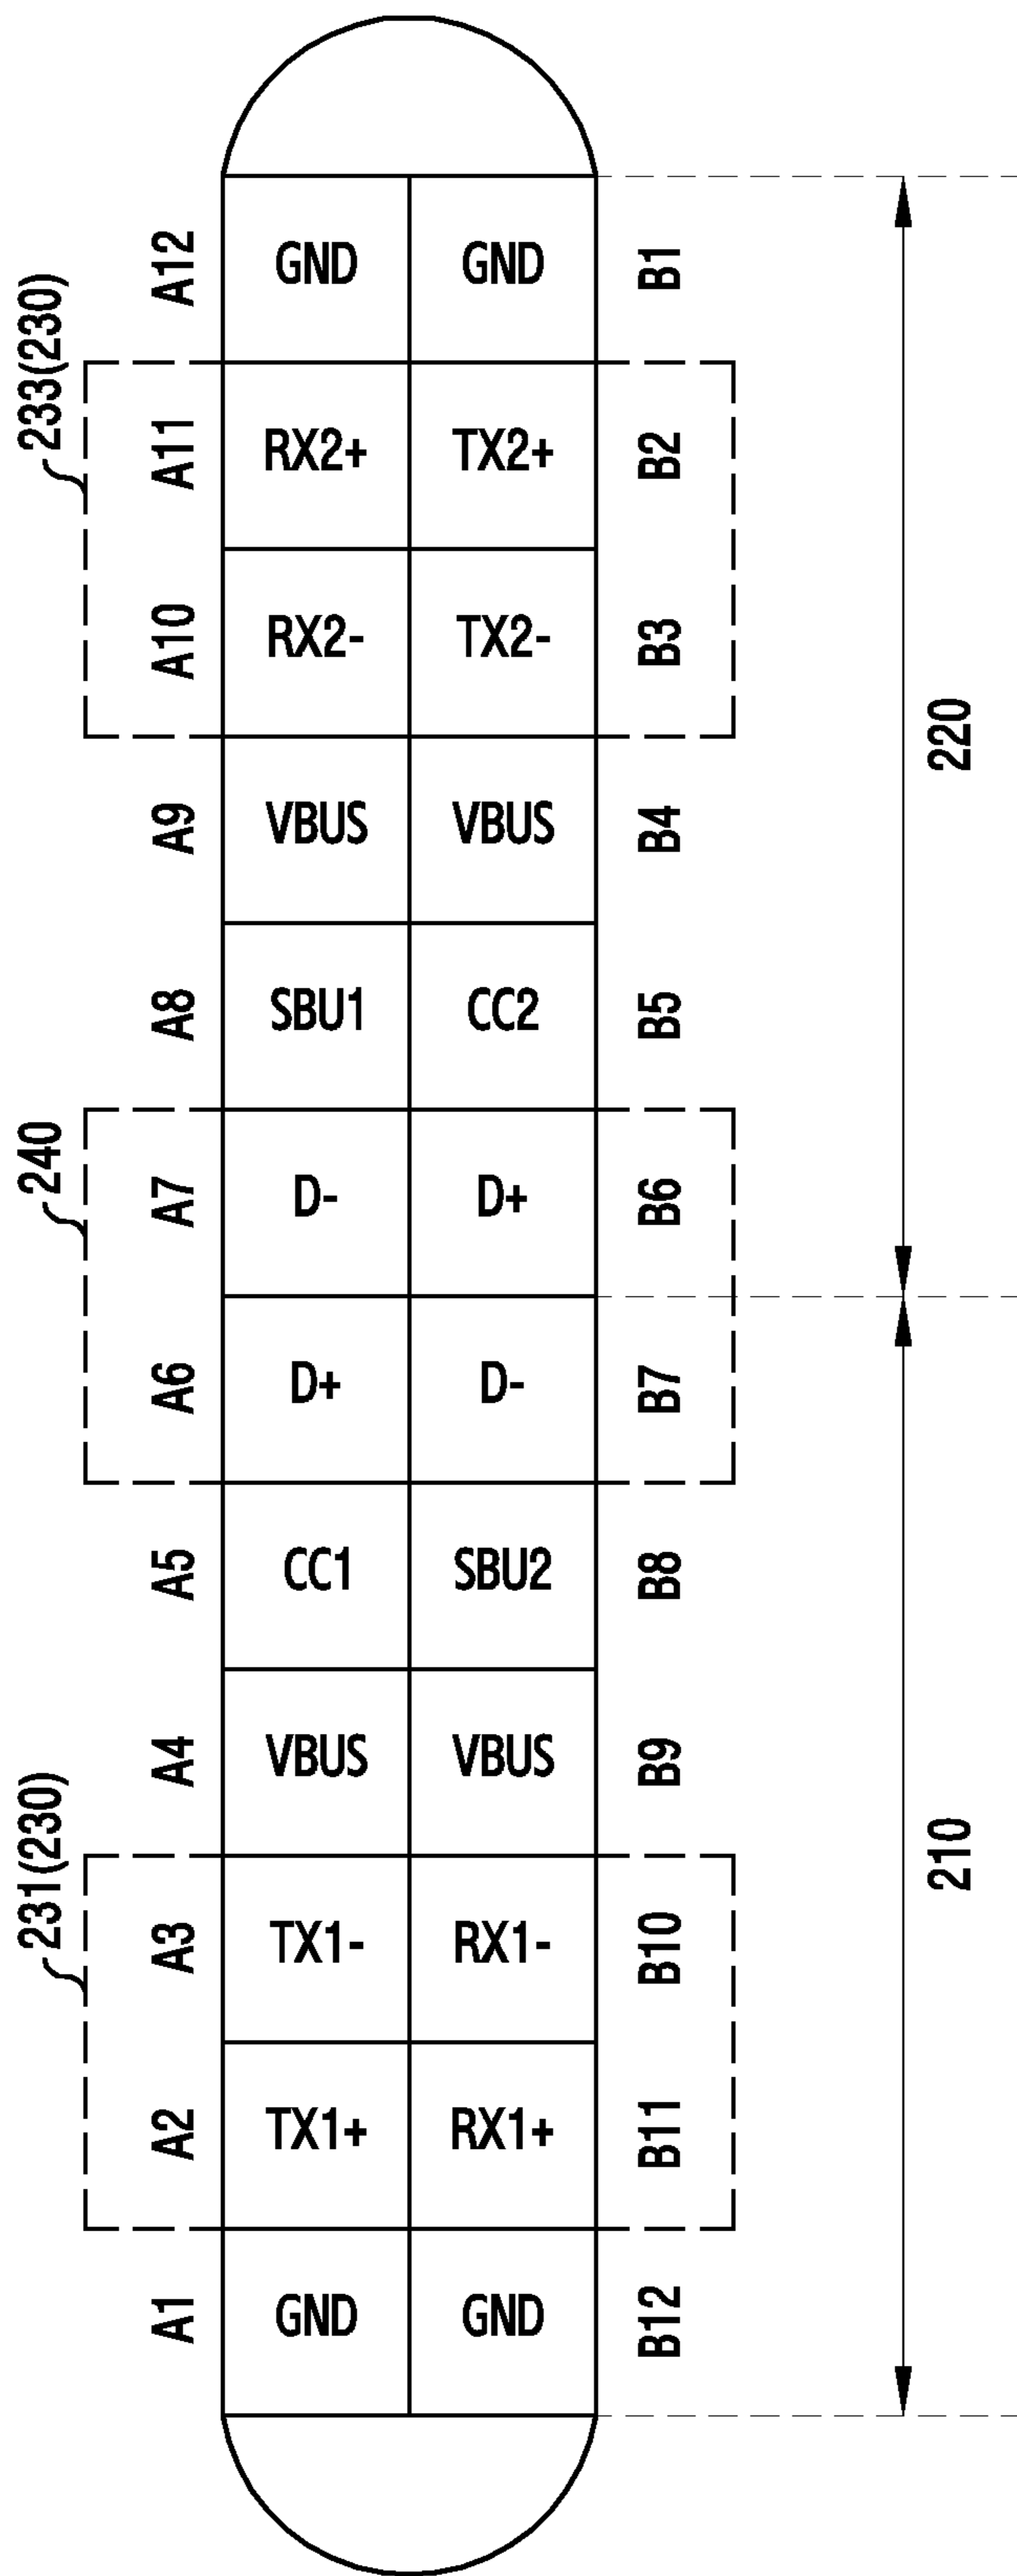 A12 GND GND B1
233(230)
A11 RX2+ TX2+ B2
A10 RX2- TX2- B3
220
A9 VBUS VBUS B4
A8 SBU1 CC2 B5
240
A7 D- D+ B6
A6 D+ D- B7
A5 CC1 SBU2 B8
A4 VBUS VBUS B9
231(230)
210
A3 TX1- RX1- B10
A2 TX1+ RX1+ B11
A1 GND GND B12